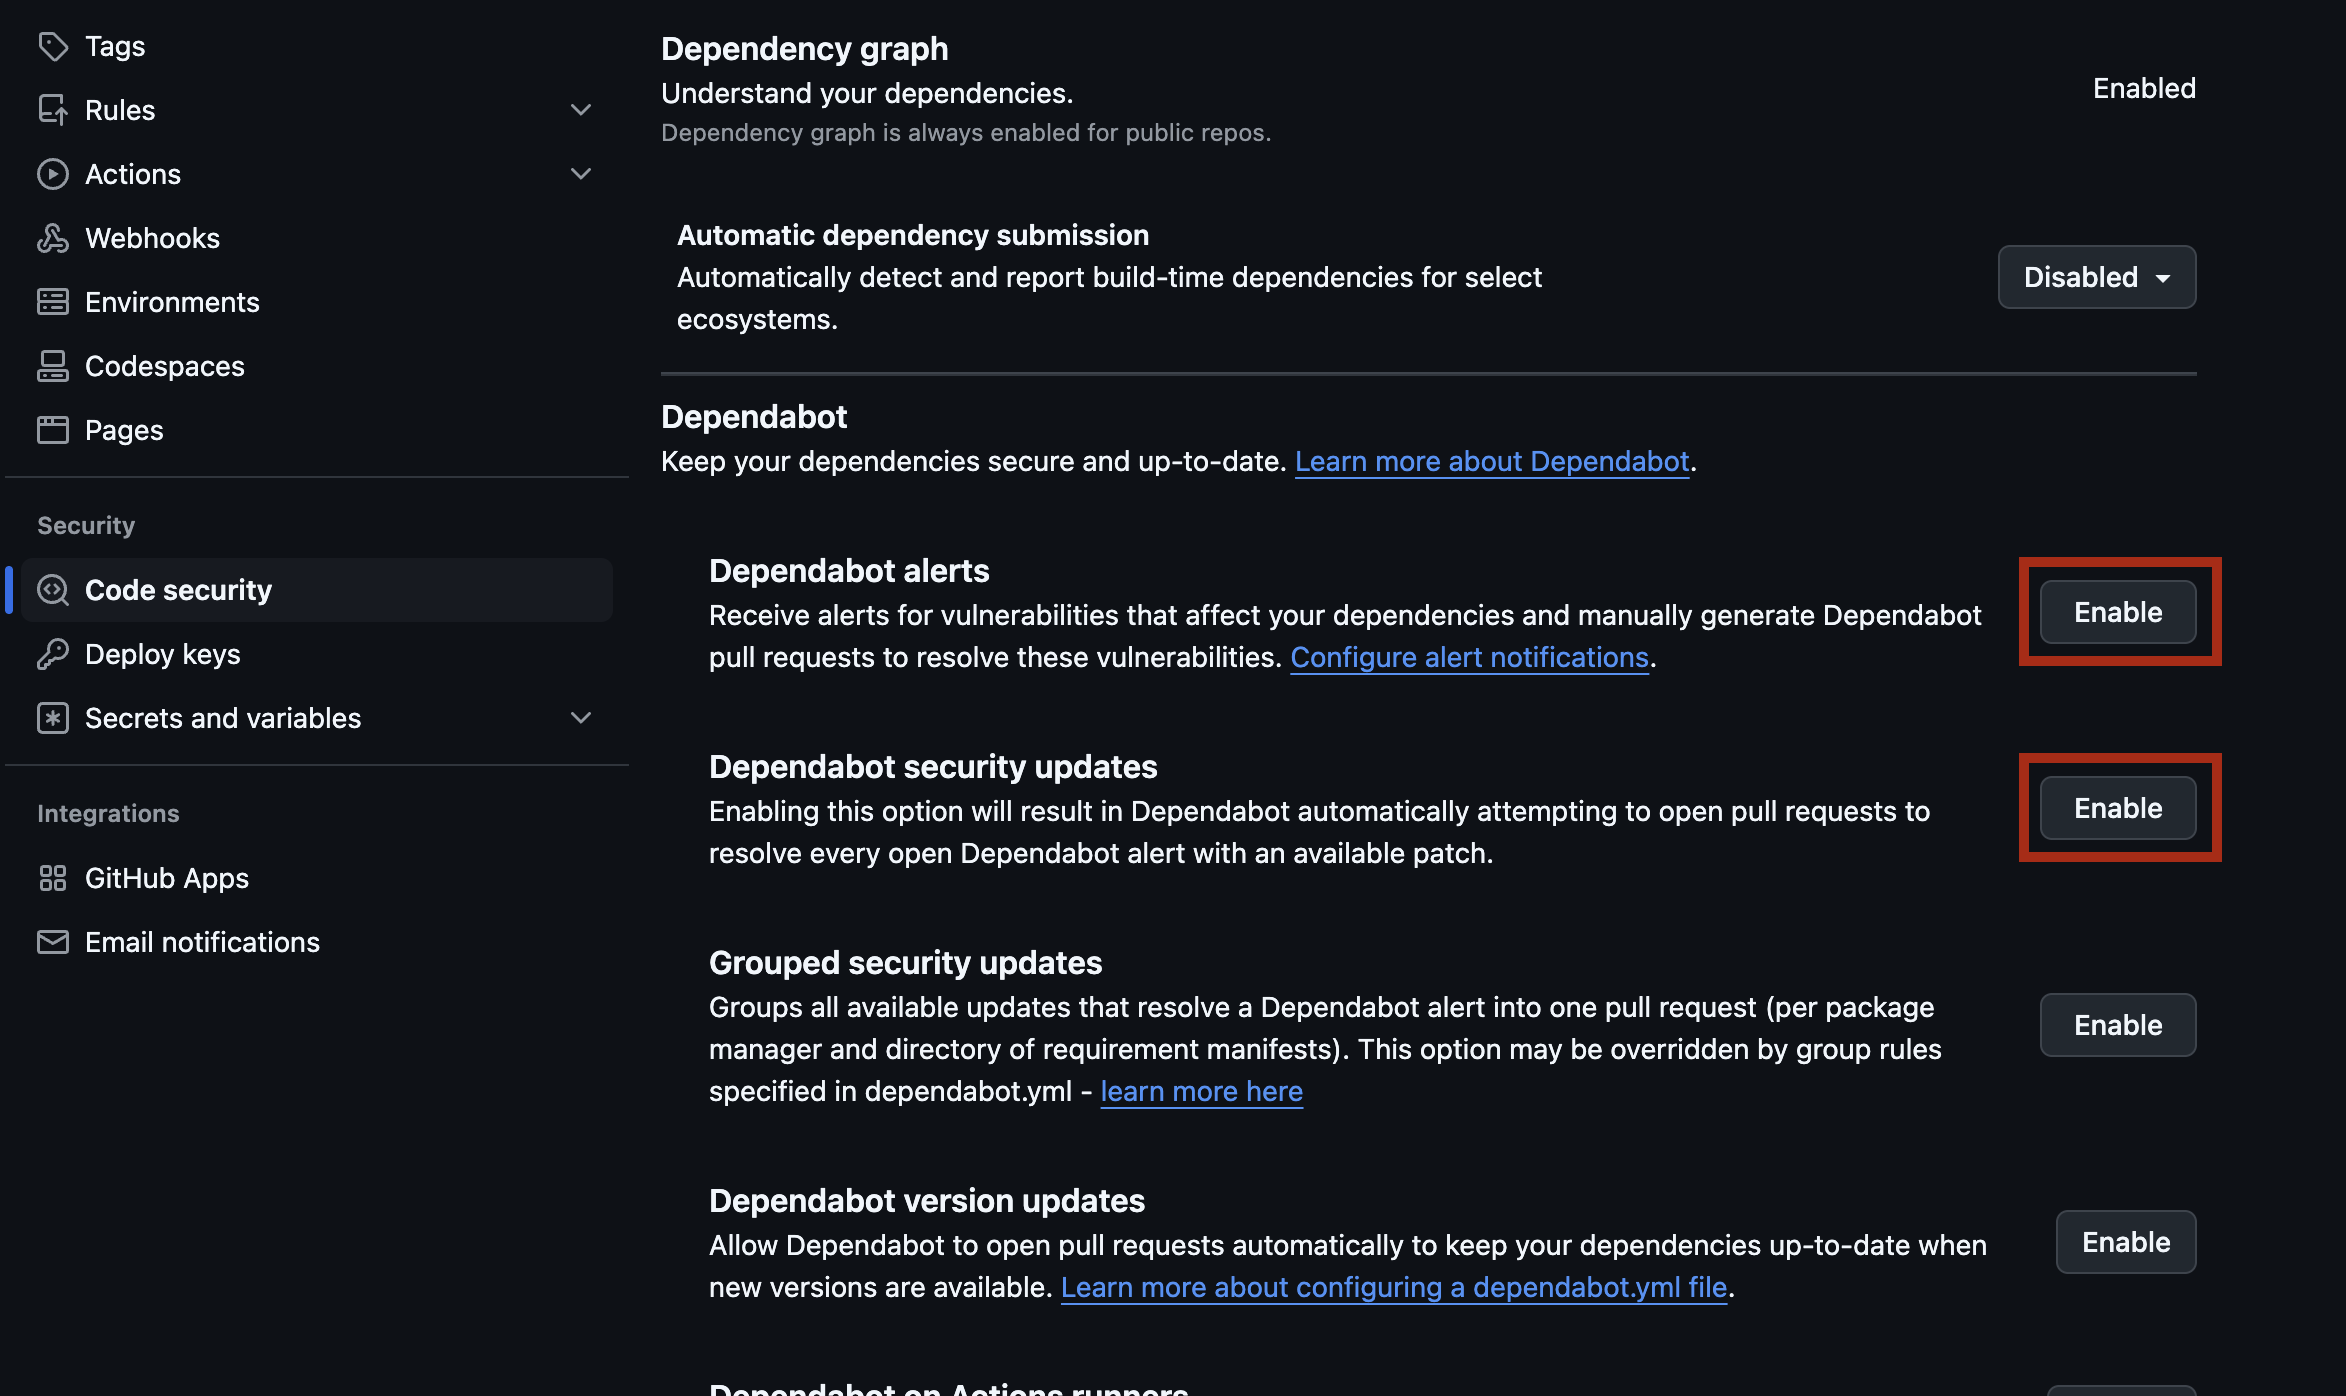 Tags
Rules
Actions
Webhooks
Environments
Codespaces
Pages
Security
Code security
Deploy keys
Secrets and variables
Integrations
GitHub Apps
Email notifications
Dependency graph
Understand your dependencies.
Dependency graph is always enabled for public repos.
Enabled
Automatic dependency submission
Automatically detect and report build-time dependencies for select
ecosystems.
Disabled
Dependabot
Keep your dependencies secure and up-to-date. Learn more about Dependabot.
Dependabot alerts
Receive alerts for vulnerabilities that affect your dependencies and manually generate Dependabot
pull requests to resolve these vulnerabilities. Configure alert notifications.
Enable
Dependabot security updates
Enabling this option will result in Dependabot automatically attempting to open pull requests to
resolve every open Dependabot alert with an available patch.
Enable
Grouped security updates
Groups all available updates that resolve a Dependabot alert into one pull request (per package
manager and directory of requirement manifests). This option may be overridden by group rules
specified in dependabot.yml - learn more here
Enable
Dependabot version updates
Allow Dependabot to open pull requests automatically to keep your dependencies up-to-date when
new versions are available. Learn more about configuring a dependabot.yml file.
Enable
Dependabot on Actions runners